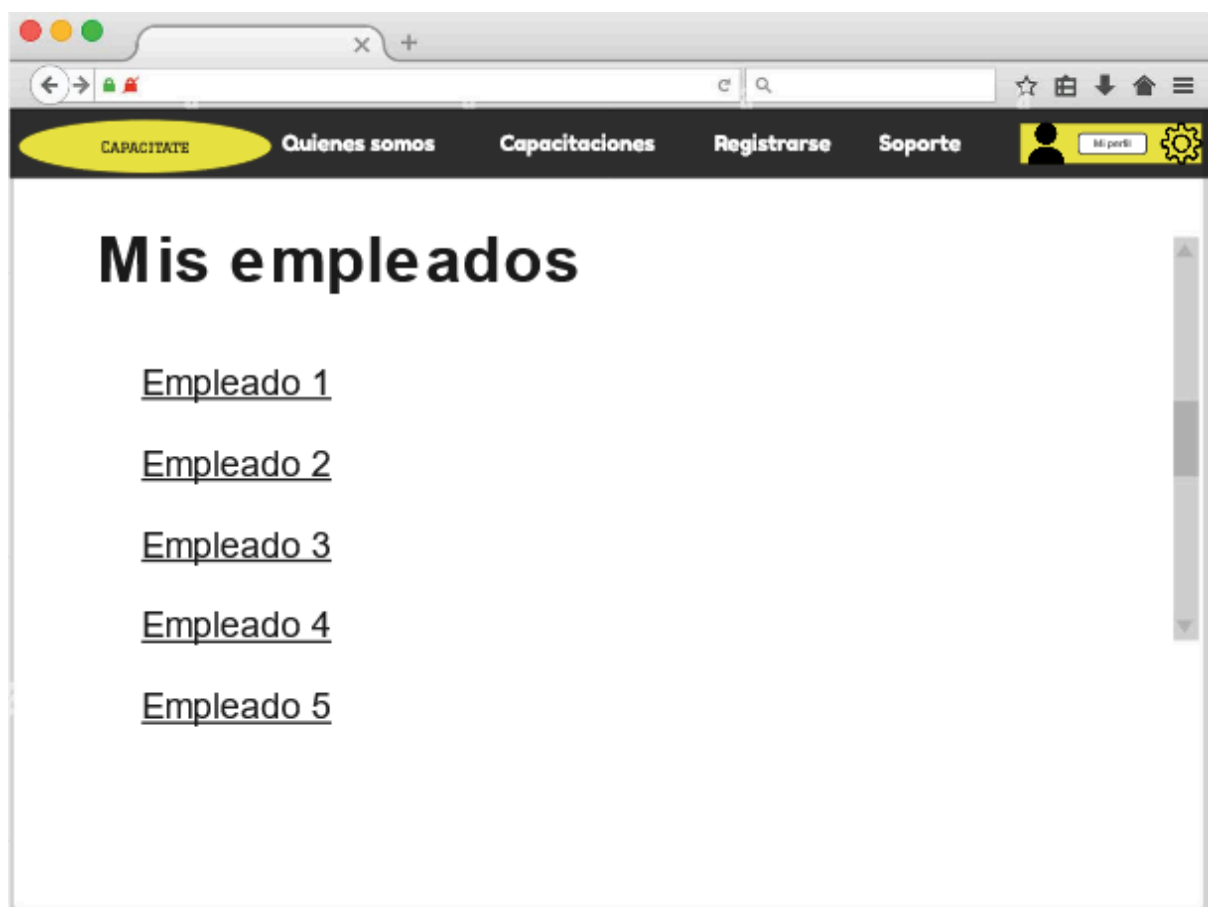 CAPACITATE
Quienes somos
Capacitaciones
Registrarse
Soporte
Mi perfil
Mis empleados
Empleado 1
Empleado 2
Empleado 3
Empleado 4
Empleado 5